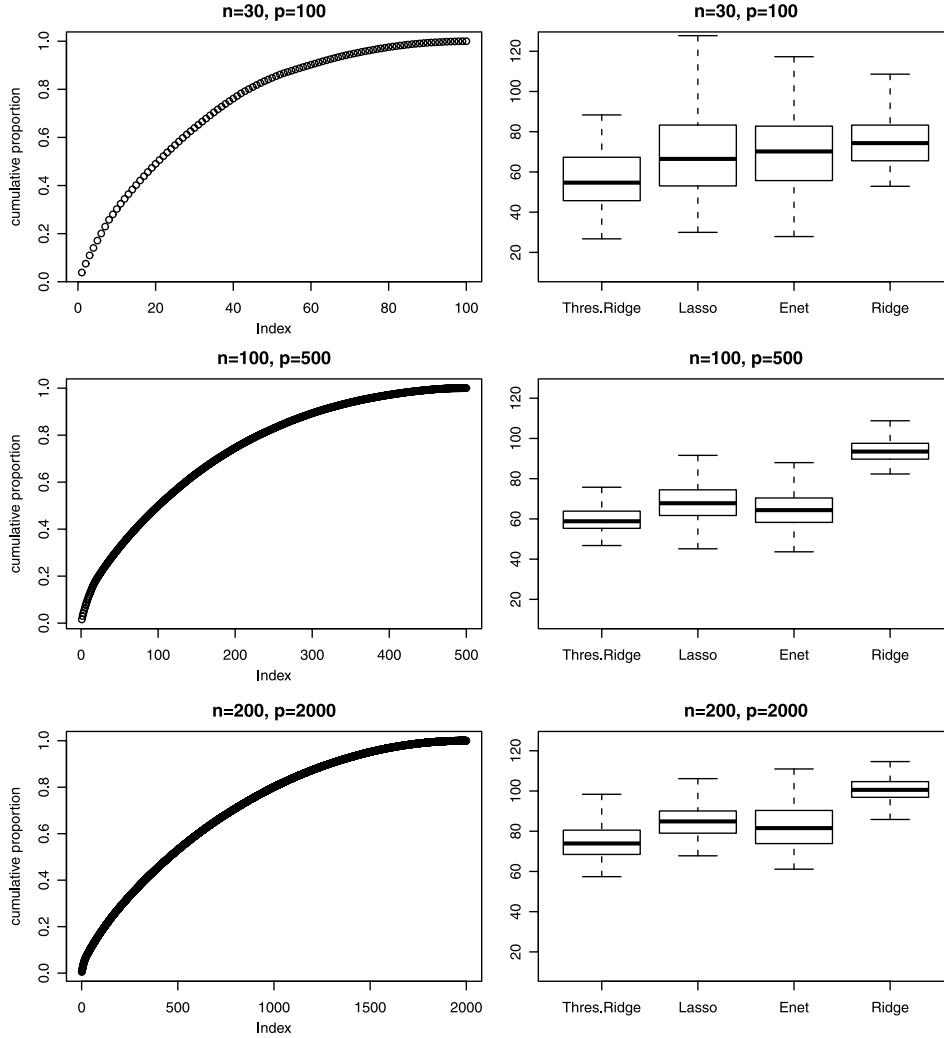 n=30, p=100
cumulative proportion
0.0 0.2 0.4 0.6 0.8 1.0
0 20 40 60 80 100
Index
n=30, p=100
20 40 60 80 100 120
Thres.Ridge Lasso Enet Ridge
n=100, p=500
cumulative proportion
0.0 0.2 0.4 0.6 0.8 1.0
0 100 200 300 400 500
Index
n=100, p=500
20 40 60 80 100 120
Thres.Ridge Lasso Enet Ridge
n=200, p=2000
cumulative proportion
0.0 0.2 0.4 0.6 0.8 1.0
0 500 1000 1500 2000
Index
n=200, p=2000
20 40 60 80 100 120
Thres.Ridge Lasso Enet Ridge